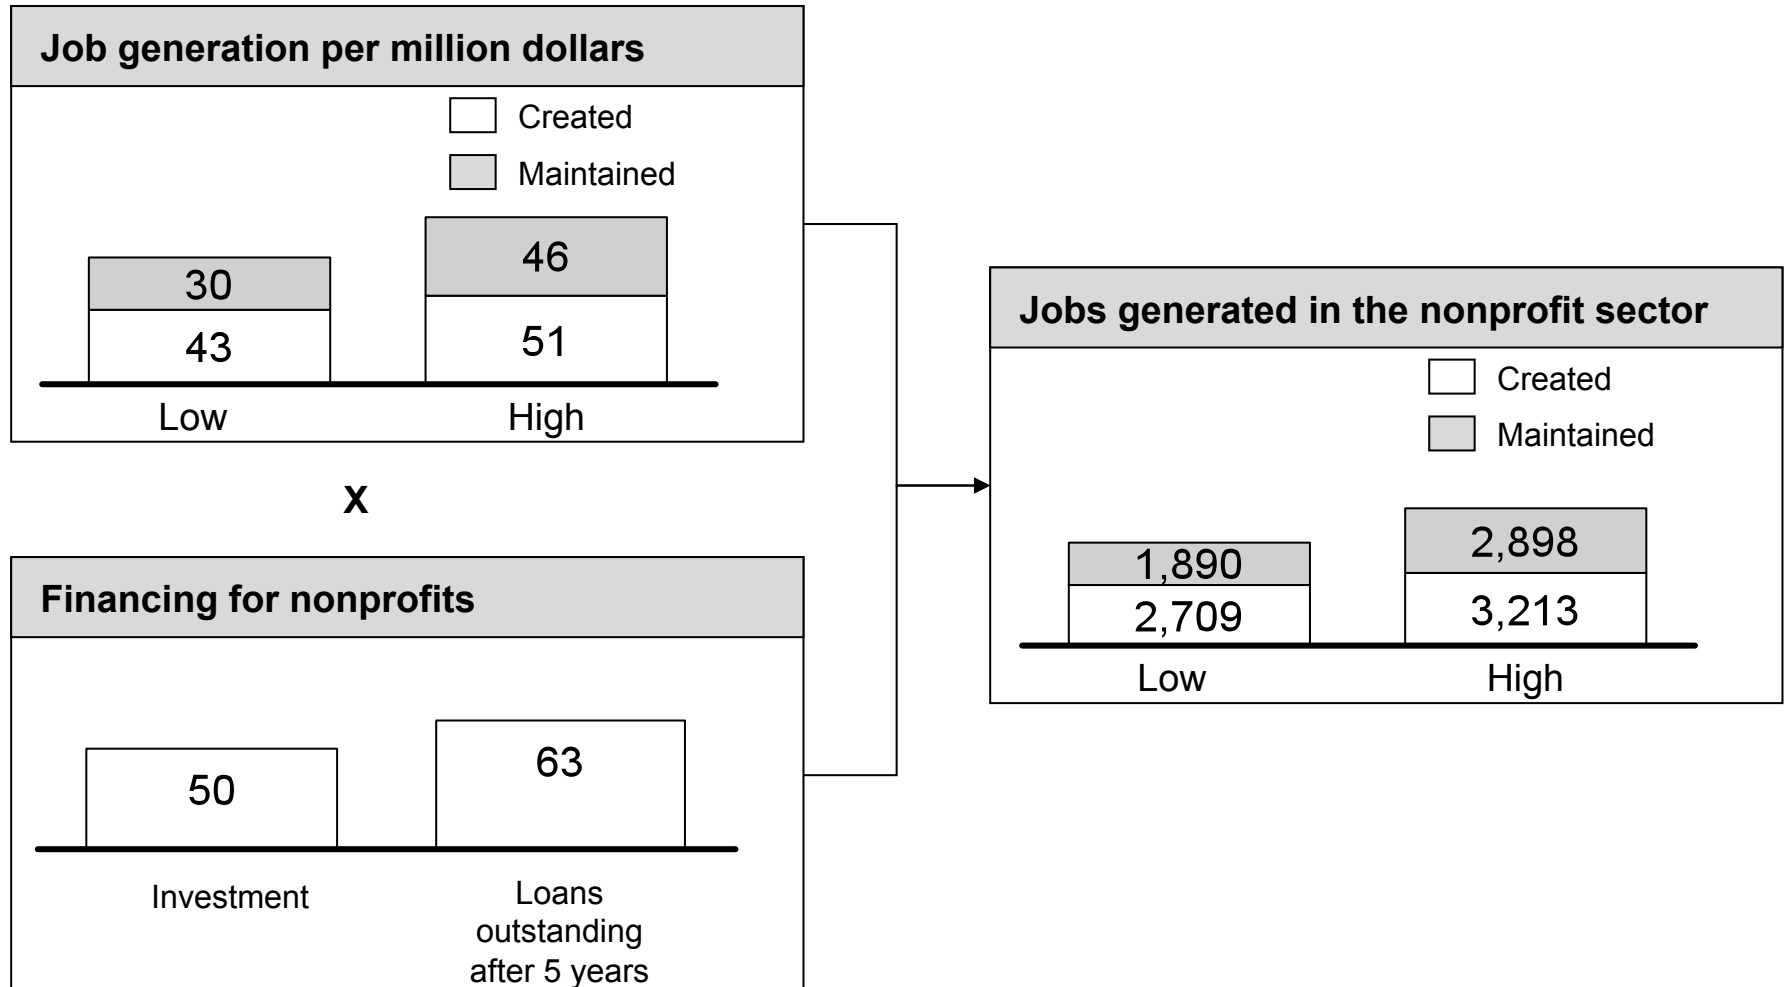 Job generation per million dollars
Created
Maintained
30
46
43
51
Low
High
X
Financing for nonprofits
50
63
Investment
Loans
outstanding
after 5 years
Jobs generated in the nonprofit sector
Created
Maintained
1,890
2,898
2,709
3,213
Low
High